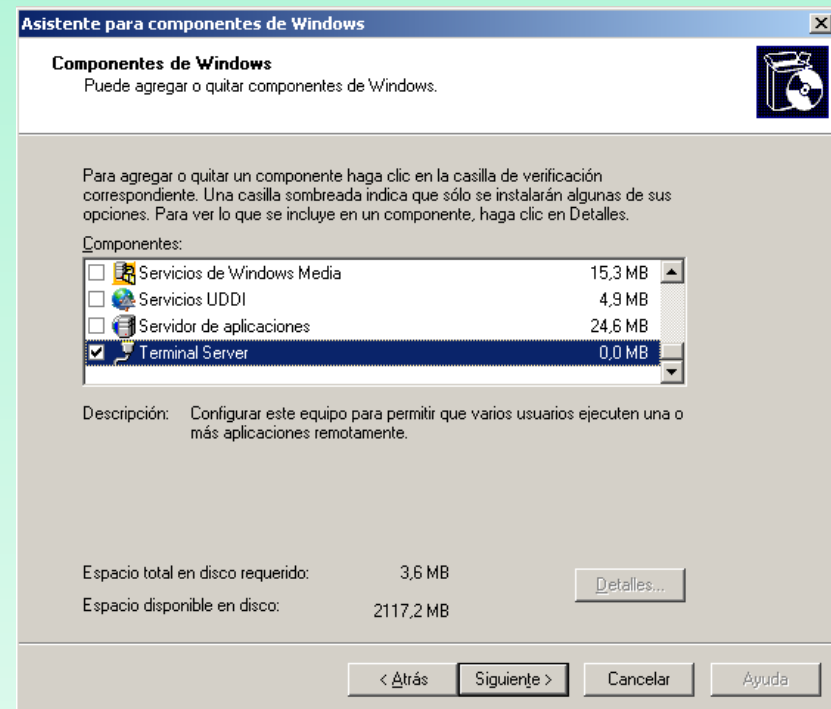 Asistente para componentes de Windows
Componentes de Windows
Puede agregar o quitar componentes de Windows.
Para agregar o quitar un componente haga clic en la casilla de verificación
correspondiente. Una casilla sombreada indica que sólo se instalarán algunas de sus
opciones. Para ver lo que se incluye en un componente, haga clic en Detalles.
Componentes:
Servicios de Windows Media 15,3 MB
Servicios UDDI 4,9 MB
Servidor de aplicaciones 24,6 MB
Terminal Server 0,0 MB
Descripción: Configurar este equipo para permitir que varios usuarios ejecuten una o
más aplicaciones remotamente.
Espacio total en disco requerido: 3,6 MB
Detalles...
Espacio disponible en disco: 2117,2 MB
< Atrás Siguiente > Cancelar Ayuda